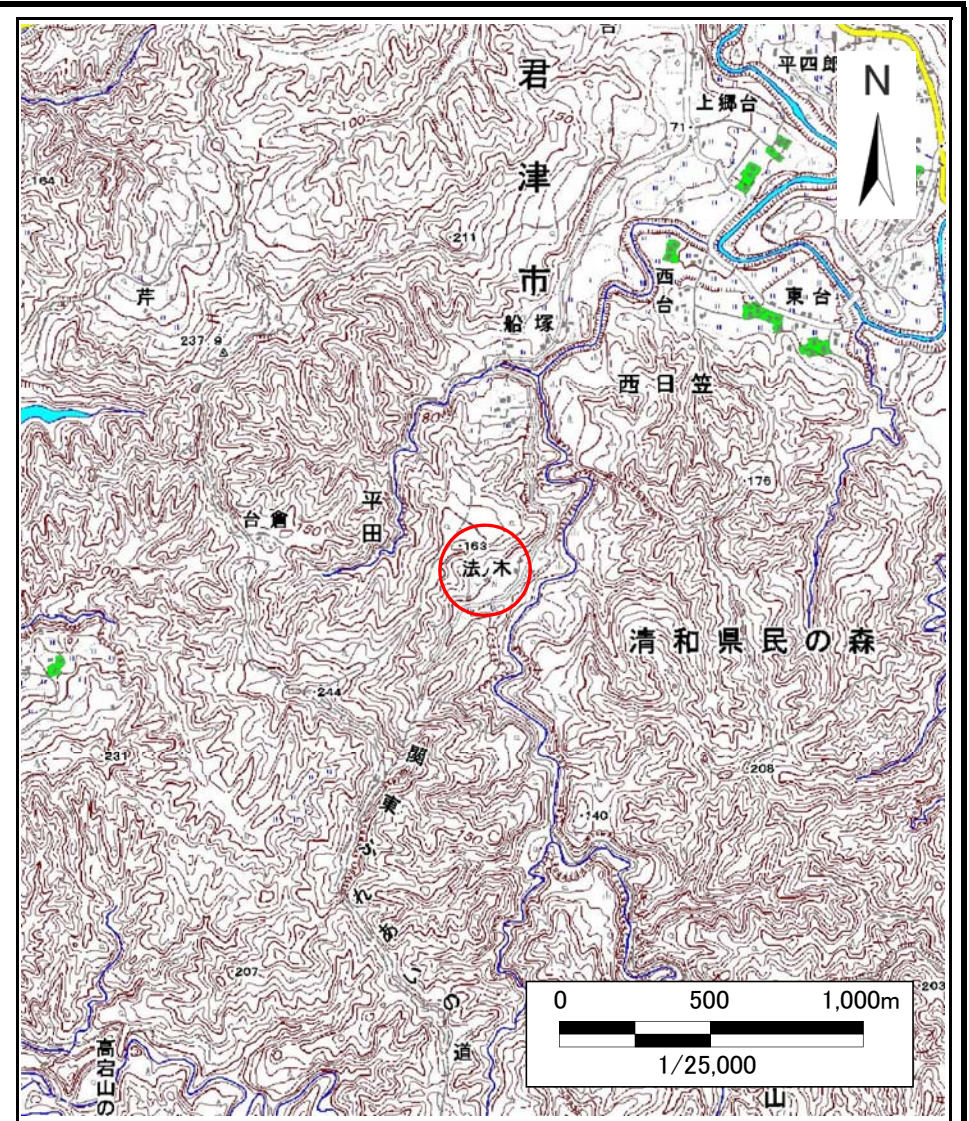 君津市
平四郎
上郷台
N
71
100
150
164
211
芹
船塚
西台
東台
237.9
西日笠
80
平田
176
台倉
150
163
法ノ木
清和県民の森
244
231
208
関東ふれあいの道
140
150
207
203
高宕山の
山
0 500 1,000m
1/25,000